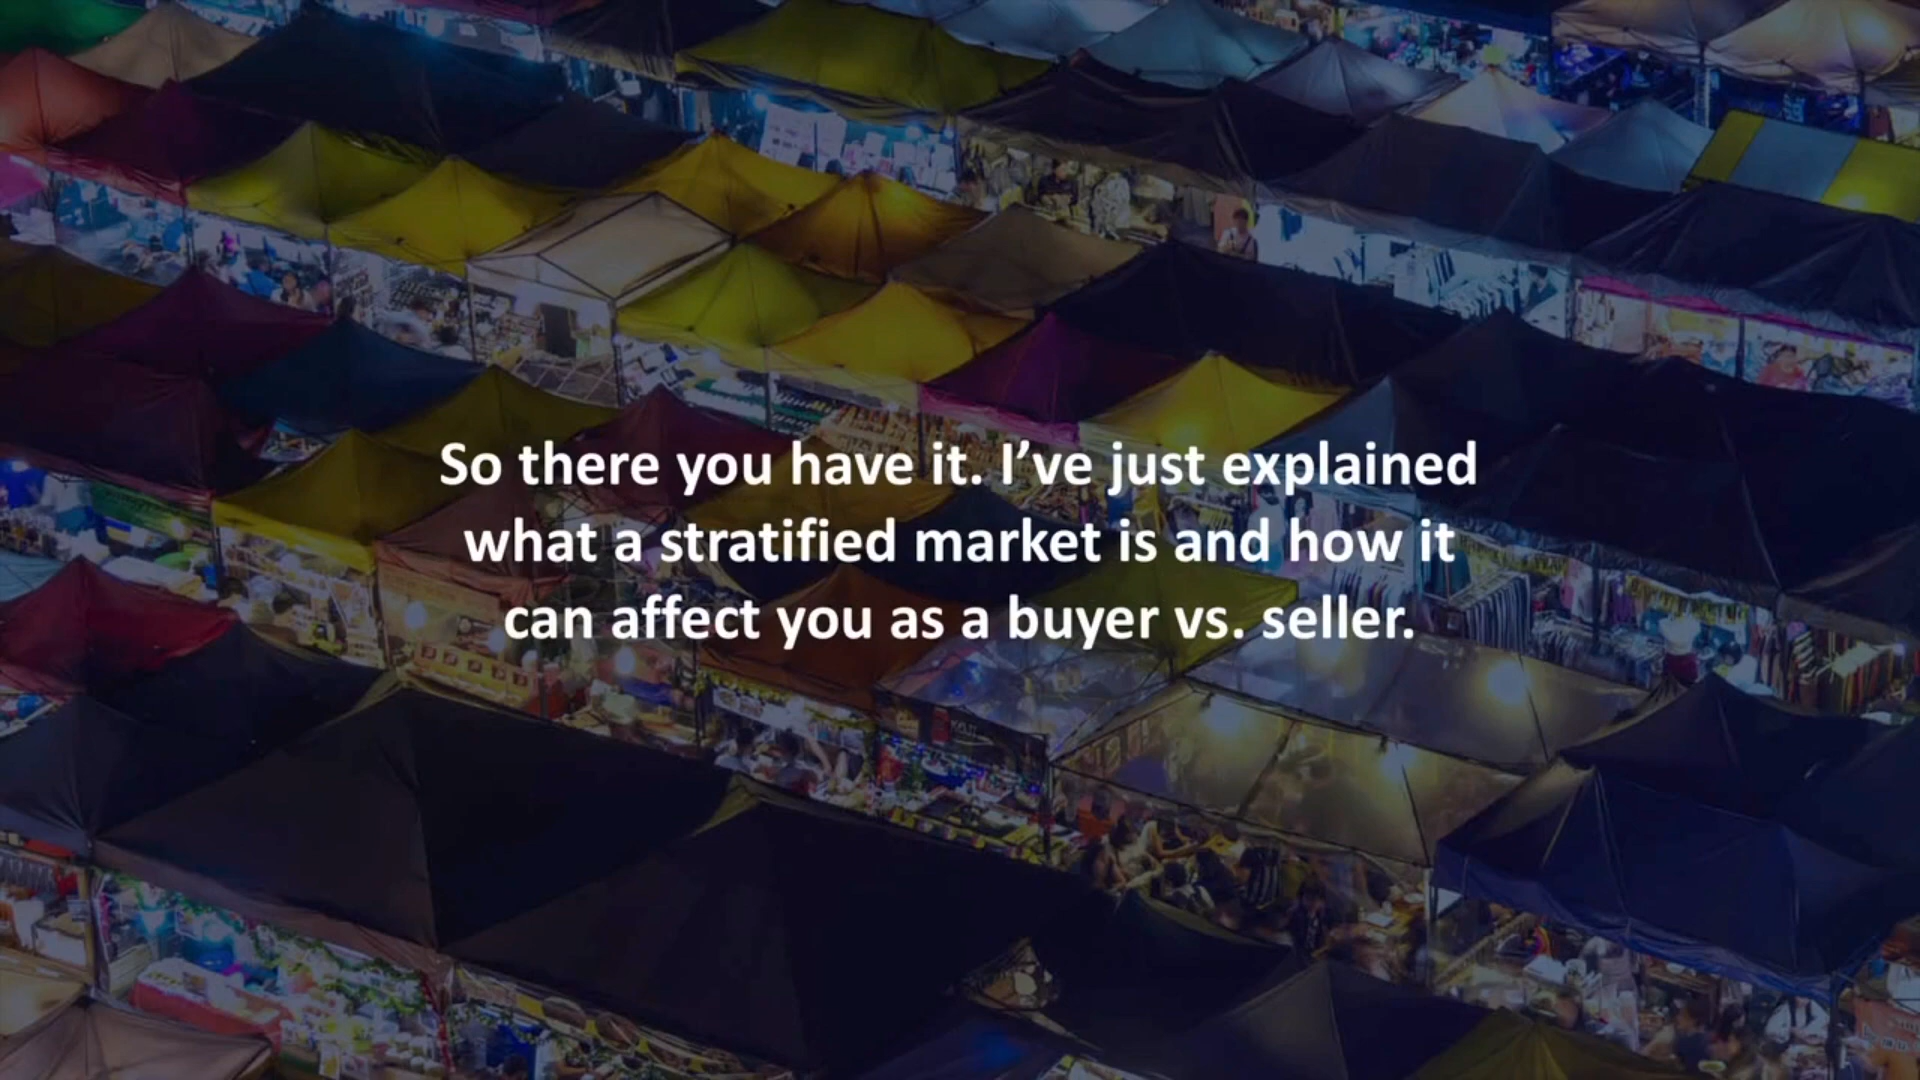 So there you have it. I’ve just explained
what a stratified market is and how it
can affect you as a buyer vs. seller.